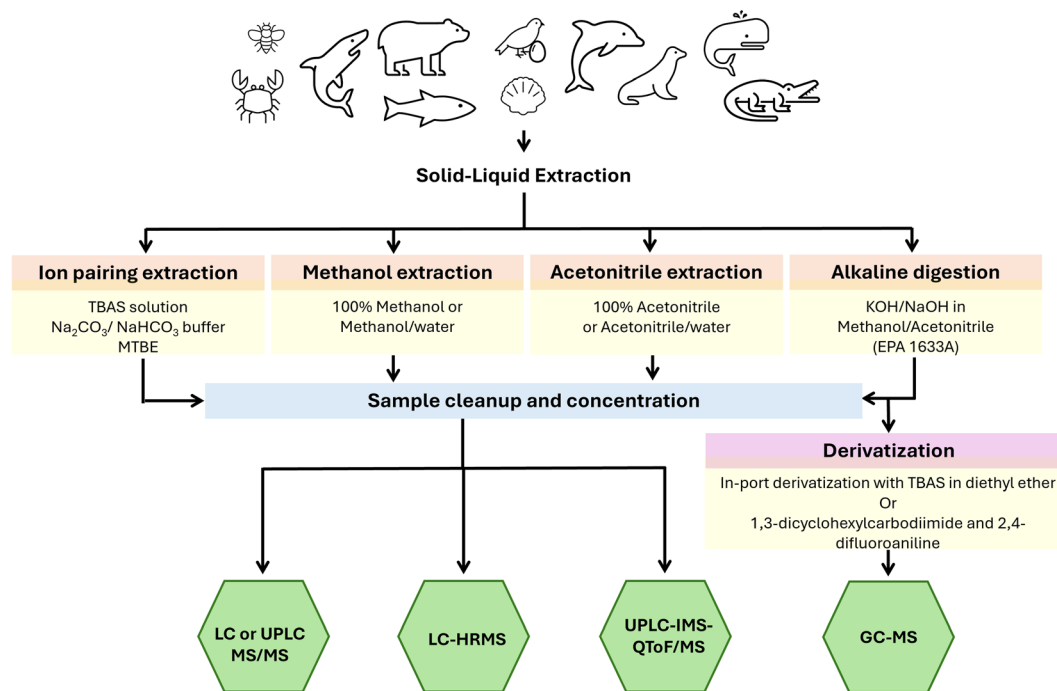 Solid-Liquid Extraction
Ion pairing extraction
TBAS solution
Na₂CO₃/ NaHCO₃ buffer
MTBE
Methanol extraction
100% Methanol or
Methanol/water
Acetonitrile extraction
100% Acetonitrile
or Acetonitrile/water
Alkaline digestion
KOH/NaOH in
Methanol/Acetonitrile
(EPA 1633A)
Sample cleanup and concentration
Derivatization
In-port derivatization with TBAS in diethyl ether
Or
1,3-dicyclohexylcarbodiimide and 2,4-
difluoroaniline
LC or UPLC
MS/MS
LC-HRMS
UPLC-IMS-
QToF/MS
GC-MS